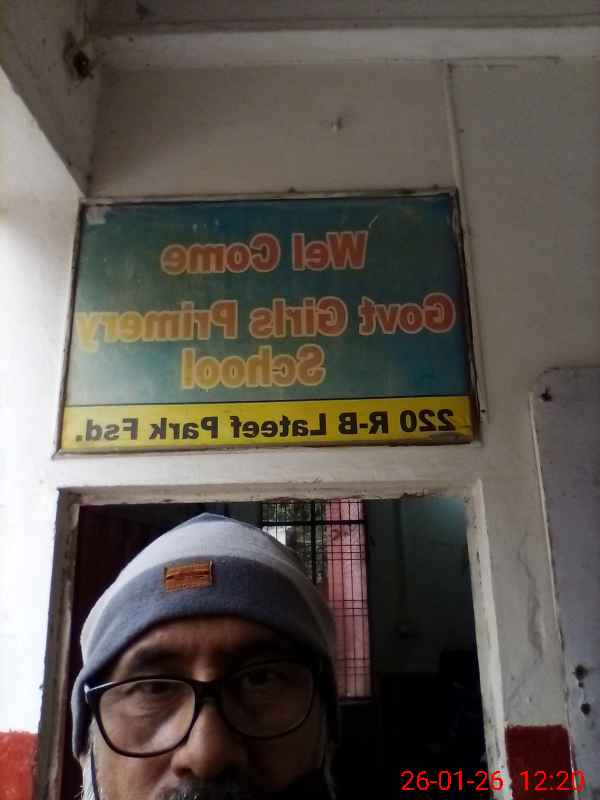 Wel Come
Govt Girls Primery
School
220 R-B Lateef Park Fsd.
26-01-26 12:20